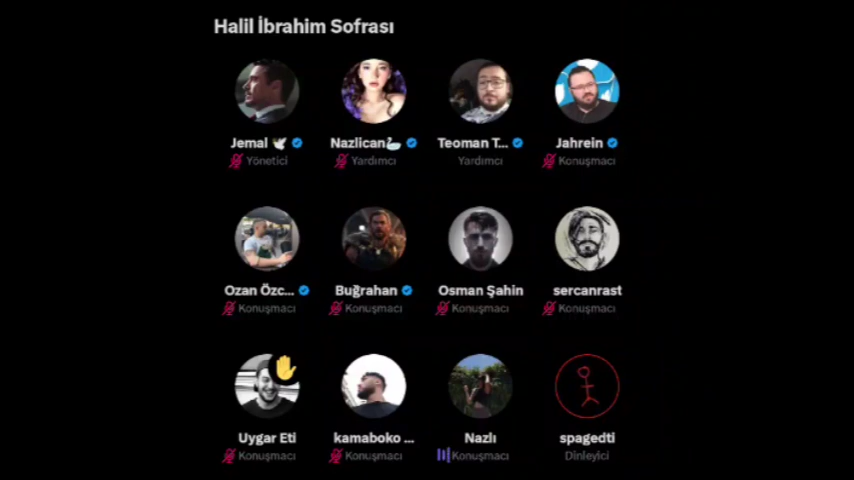 Halil İbrahim Sofrası
Jemal 🕊 Nazlıcan🦢 Teoman T... Jahrein
Yönetici Yardımcı Yardımcı Konuşmacı
Ozan Özc... Buğrahan Osman Şahin sercanrast
Konuşmacı Konuşmacı Konuşmacı Konuşmacı
Uygar Eti kamaboko ... Nazlı spagedti
Konuşmacı Konuşmacı Konuşmacı Dinleyici